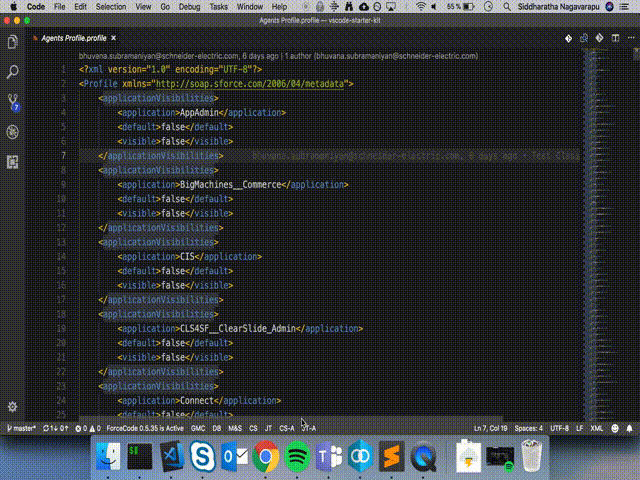 Code File Edit Selection View Go Debug Tasks Window Help 55% Siddharatha Nagavarapu
Agents Profile.profile — vscode-starter-kit
Agents Profile.profile ×
bhuvana.subramaniyan@schneider-electric.com, 6 days ago | 1 author (bhuvana.subramaniyan@schneider-electric.com)
1 <?xml version="1.0" encoding="UTF-8"?>
2 <Profile xmlns="http://soap.sforce.com/2006/04/metadata">
3 <applicationVisibilities>
4 <application>AppAdmin</application>
5 <default>false</default>
6 <visible>false</visible>
7 </applicationVisibilities> bhuvana.subramaniyan@schneider-electric.com, 6 days ago • Test Class
8 <applicationVisibilities>
9 <application>BigMachines__Commerce</application>
10 <default>false</default>
11 <visible>false</visible>
12 </applicationVisibilities>
13 <applicationVisibilities>
14 <application>CIS</application>
15 <default>false</default>
16 <visible>false</visible>
17 </applicationVisibilities>
18 <applicationVisibilities>
19 <application>CLS4SF__ClearSlide_Admin</application>
20 <default>false</default>
21 <visible>false</visible>
22 </applicationVisibilities>
23 <applicationVisibilities>
24 <application>Connect</application>
25 <default>false</default>
7
master* 1↓ 0↑ 0 0 ForceCode 0.5.35 is Active GMC DB M&S CS JT CS-A JT-A Ln 7, Col 19 Spaces: 4 UTF-8 LF XML